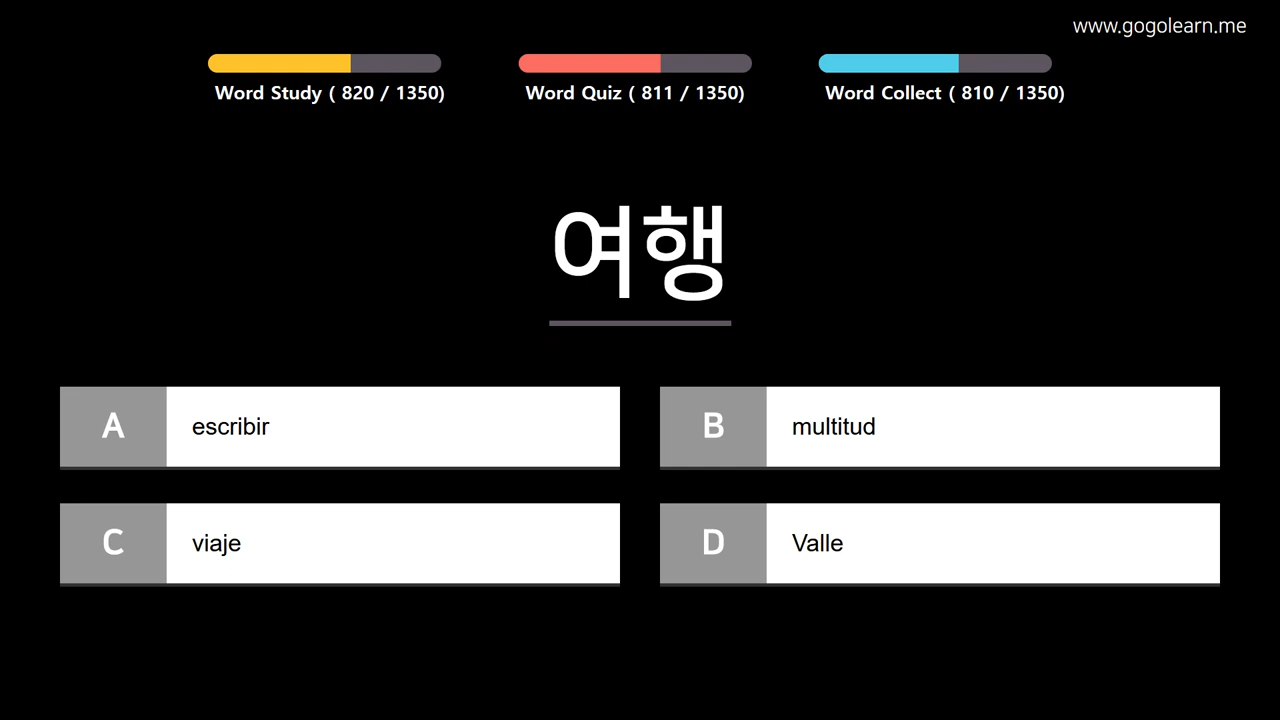 www.gogolearn.me
Word Study ( 820 / 1350)
Word Quiz ( 811 / 1350)
Word Collect ( 810 / 1350)
여행
A escribir
B multitud
C viaje
D Valle